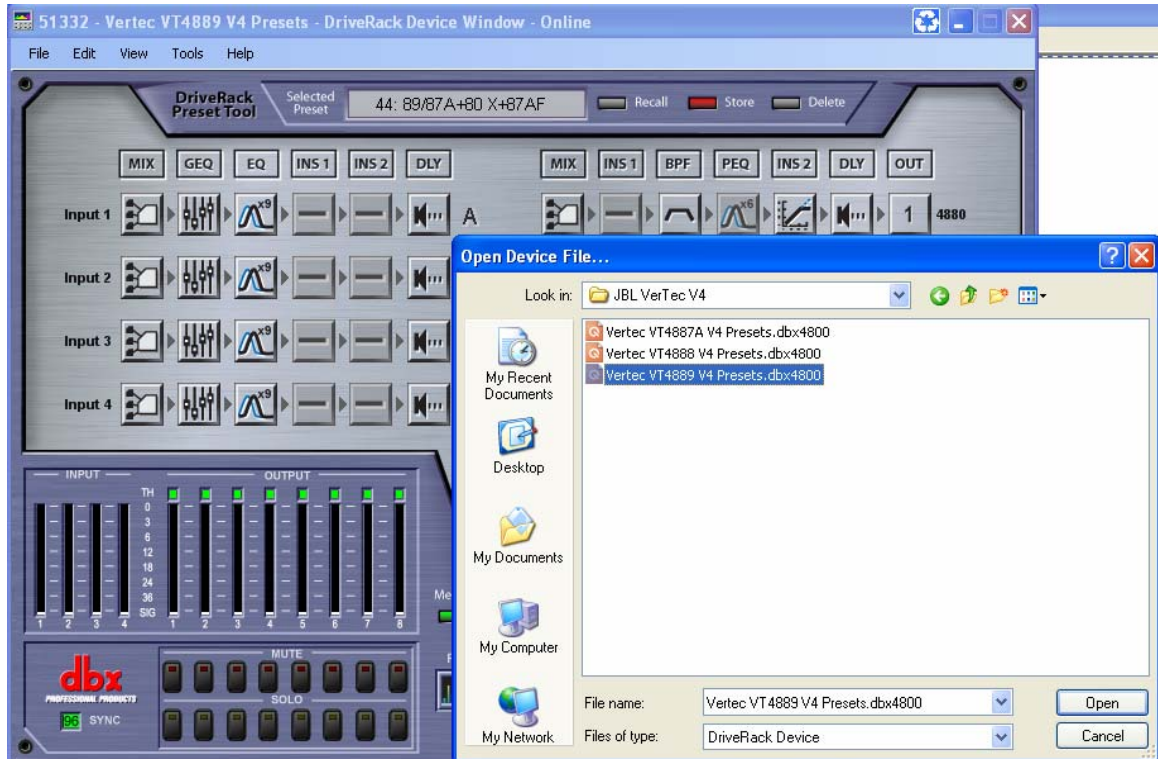 51332 - Vertec VT4889 V4 Presets - DriveRack Device Window - Online
File Edit View Tools Help
DriveRack Preset Tool
Selected Preset
44: 89/87A+80 X+87AF
Recall Store Delete
MIX GEQ EQ INS 1 INS 2 DLY MIX INS 1 BPF PEQ INS 2 DLY OUT
Input 1 x9 A x6 1 4880
Input 2 x9
Input 3 x9
Input 4 x9
INPUT OUTPUT
TH
0
3
6
12
18
24
36
SIG
1 2 3 4 1 2 3 4 5 6 7 8
Me
MUTE
SOLO
dbx
PROFESSIONAL PRODUCTS
96 SYNC
Open Device File...
Look in: JBL VerTec V4
Vertec VT4887A V4 Presets.dbx4800
Vertec VT4888 V4 Presets.dbx4800
Vertec VT4889 V4 Presets.dbx4800
My Recent Documents
Desktop
My Documents
My Computer
My Network
File name: Vertec VT4889 V4 Presets.dbx4800 Open
Files of type: DriveRack Device Cancel